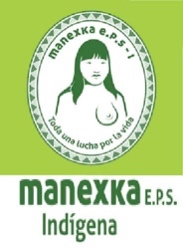 manexka e.p.s - i
Toda una lucha por la vida
manexka E.P.S.
Indígena